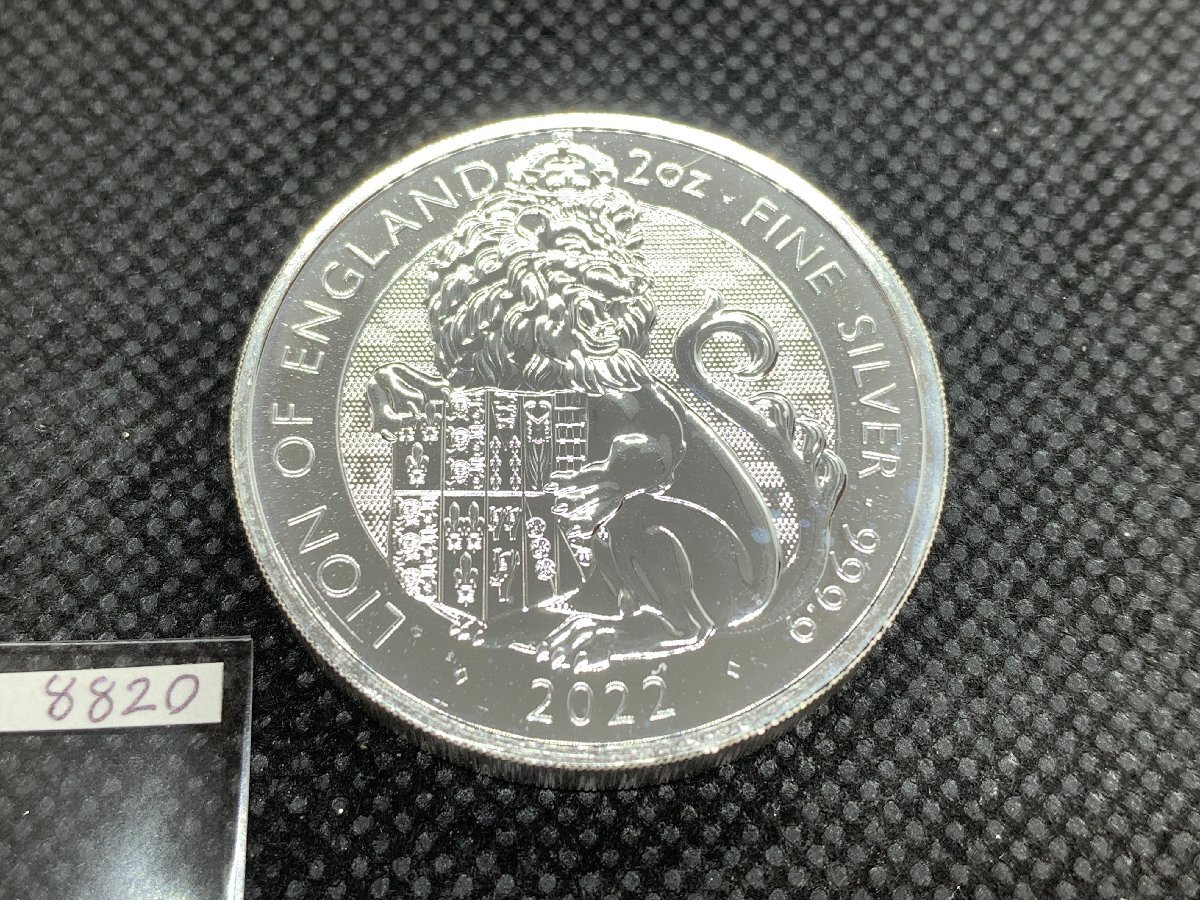 LION OF ENGLAND 2oz FINE SILVER 999.9
2022
8820